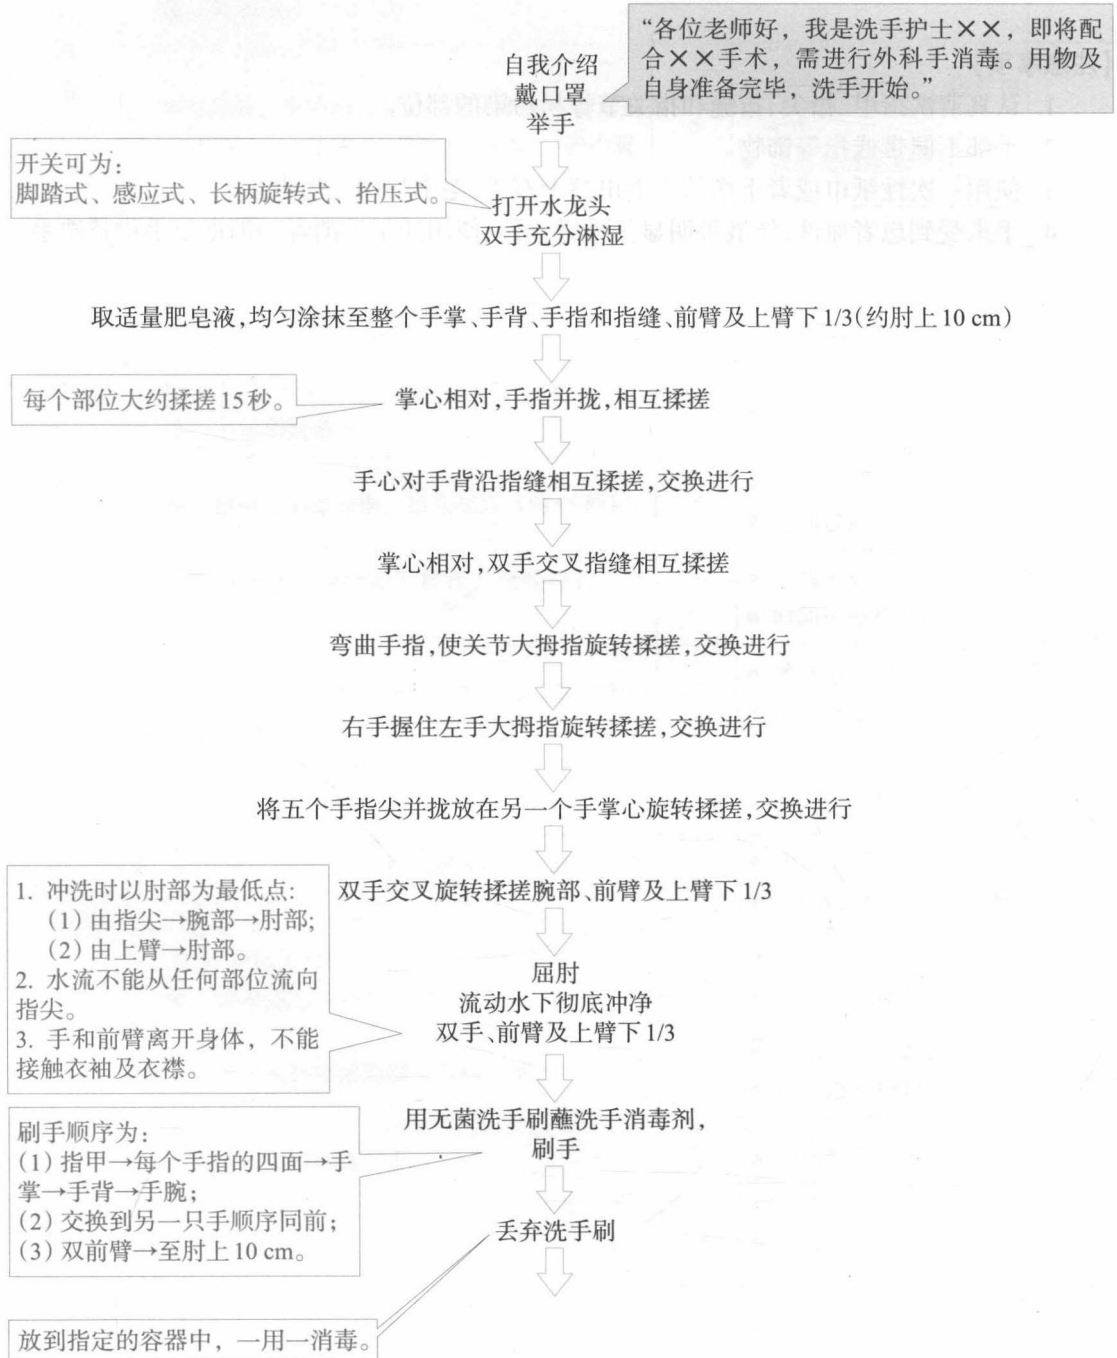 “各位老师好，我是洗手护士××，即将配
合××手术，需进行外科手消毒。用物及
自身准备完毕，洗手开始。”
自我介绍
戴口罩
举手
开关可为：
脚踏式、感应式、长柄旋转式、抬压式。
打开水龙头
双手充分淋湿
取适量肥皂液，均匀涂抹至整个手掌、手背、手指和指缝、前臂及上臂下1/3（约肘上10 cm）
每个部位大约揉搓15秒。
掌心相对，手指并拢，相互揉搓
手心对手背沿指缝相互揉搓，交换进行
掌心相对，双手交叉指缝相互揉搓
弯曲手指，使关节大拇指旋转揉搓，交换进行
右手握住左手大拇指旋转揉搓，交换进行
将五个手指尖并拢放在另一个手掌心旋转揉搓，交换进行
双手交叉旋转揉搓腕部、前臂及上臂下1/3
1. 冲洗时以肘部为最低点：
（1）由指尖→腕部→肘部；
（2）由上臂→肘部。
2. 水流不能从任何部位流向
指尖。
3. 手和前臂离开身体，不能
接触衣袖及衣襟。
屈肘
流动水下彻底冲净
双手、前臂及上臂下1/3
用无菌洗手刷蘸洗手消毒剂，
刷手
刷手顺序为：
（1）指甲→每个手指的四面→手
掌→手背→手腕；
（2）交换到另一只手顺序同前；
（3）双前臂→至肘上10 cm。
丢弃洗手刷
放到指定的容器中，一用一消毒。